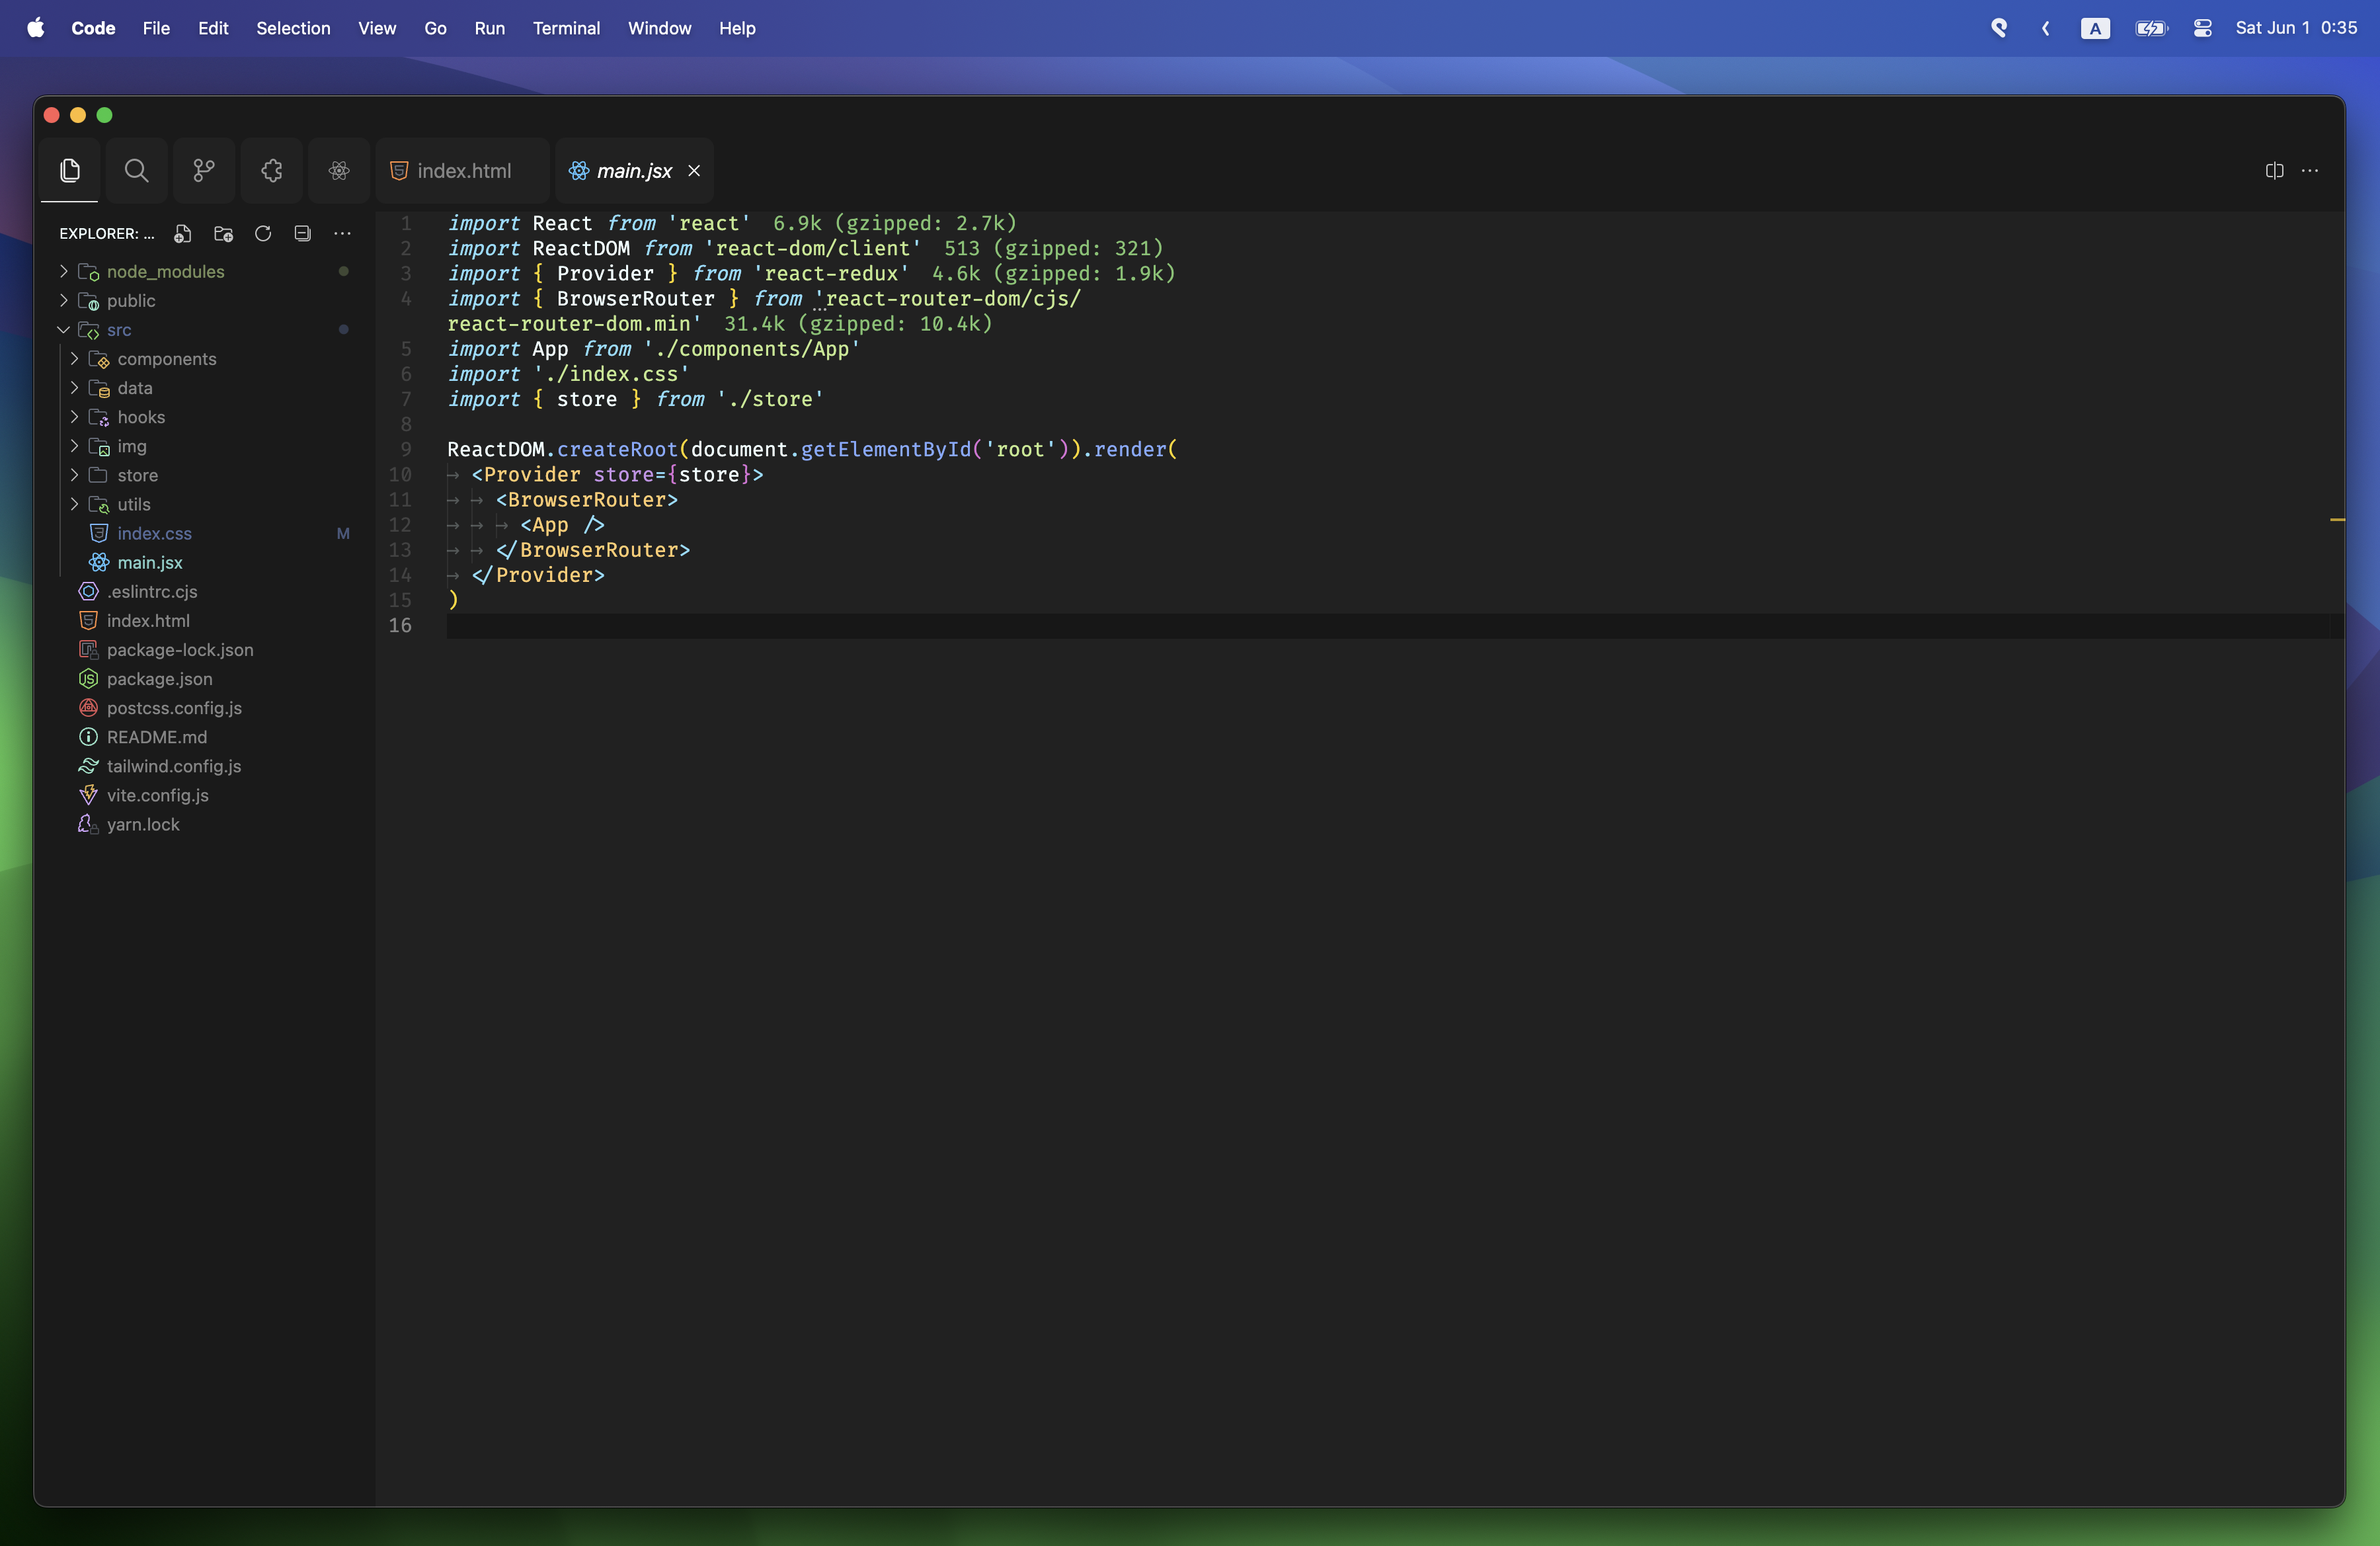 Code File Edit Selection View Go Run Terminal Window Help A Sat Jun 1 0:35
index.html main.jsx
EXPLORER: ...
node_modules
public
src
components
data
hooks
img
store
utils
index.css M
main.jsx
.eslintrc.cjs
index.html
package-lock.json
package.json
postcss.config.js
README.md
tailwind.config.js
vite.config.js
yarn.lock
1 import React from 'react' 6.9k (gzipped: 2.7k)
2 import ReactDOM from 'react-dom/client' 513 (gzipped: 321)
3 import { Provider } from 'react-redux' 4.6k (gzipped: 1.9k)
4 import { BrowserRouter } from 'react-router-dom/cjs/
react-router-dom.min' 31.4k (gzipped: 10.4k)
5 import App from './components/App'
6 import './index.css'
7 import { store } from './store'
8
9 ReactDOM.createRoot(document.getElementById('root')).render(
10 → <Provider store={store}>
11 → → <BrowserRouter>
12 → → → <App />
13 → → </BrowserRouter>
14 → </Provider>
15 )
16